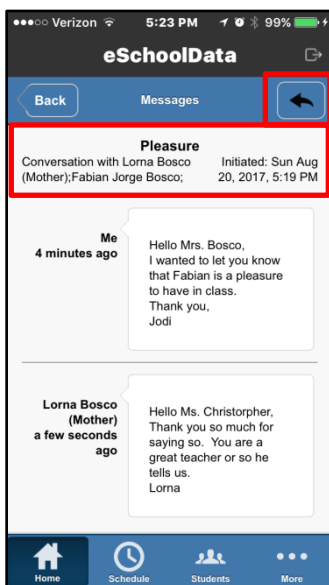 Verizon 5:23 PM 99%
eSchoolData
Back Messages
Pleasure
Conversation with Lorna Bosco Initiated: Sun Aug
(Mother);Fabian Jorge Bosco; 20, 2017, 5:19 PM
Me
4 minutes ago
Hello Mrs. Bosco,
I wanted to let you know
that Fabian is a pleasure
to have in class.
Thank you,
Jodi
Lorna Bosco
(Mother)
a few seconds
ago
Hello Ms. Christorpher,
Thank you so much for
saying so. You are a
great teacher or so he
tells us.
Lorna
Home Schedule Students More